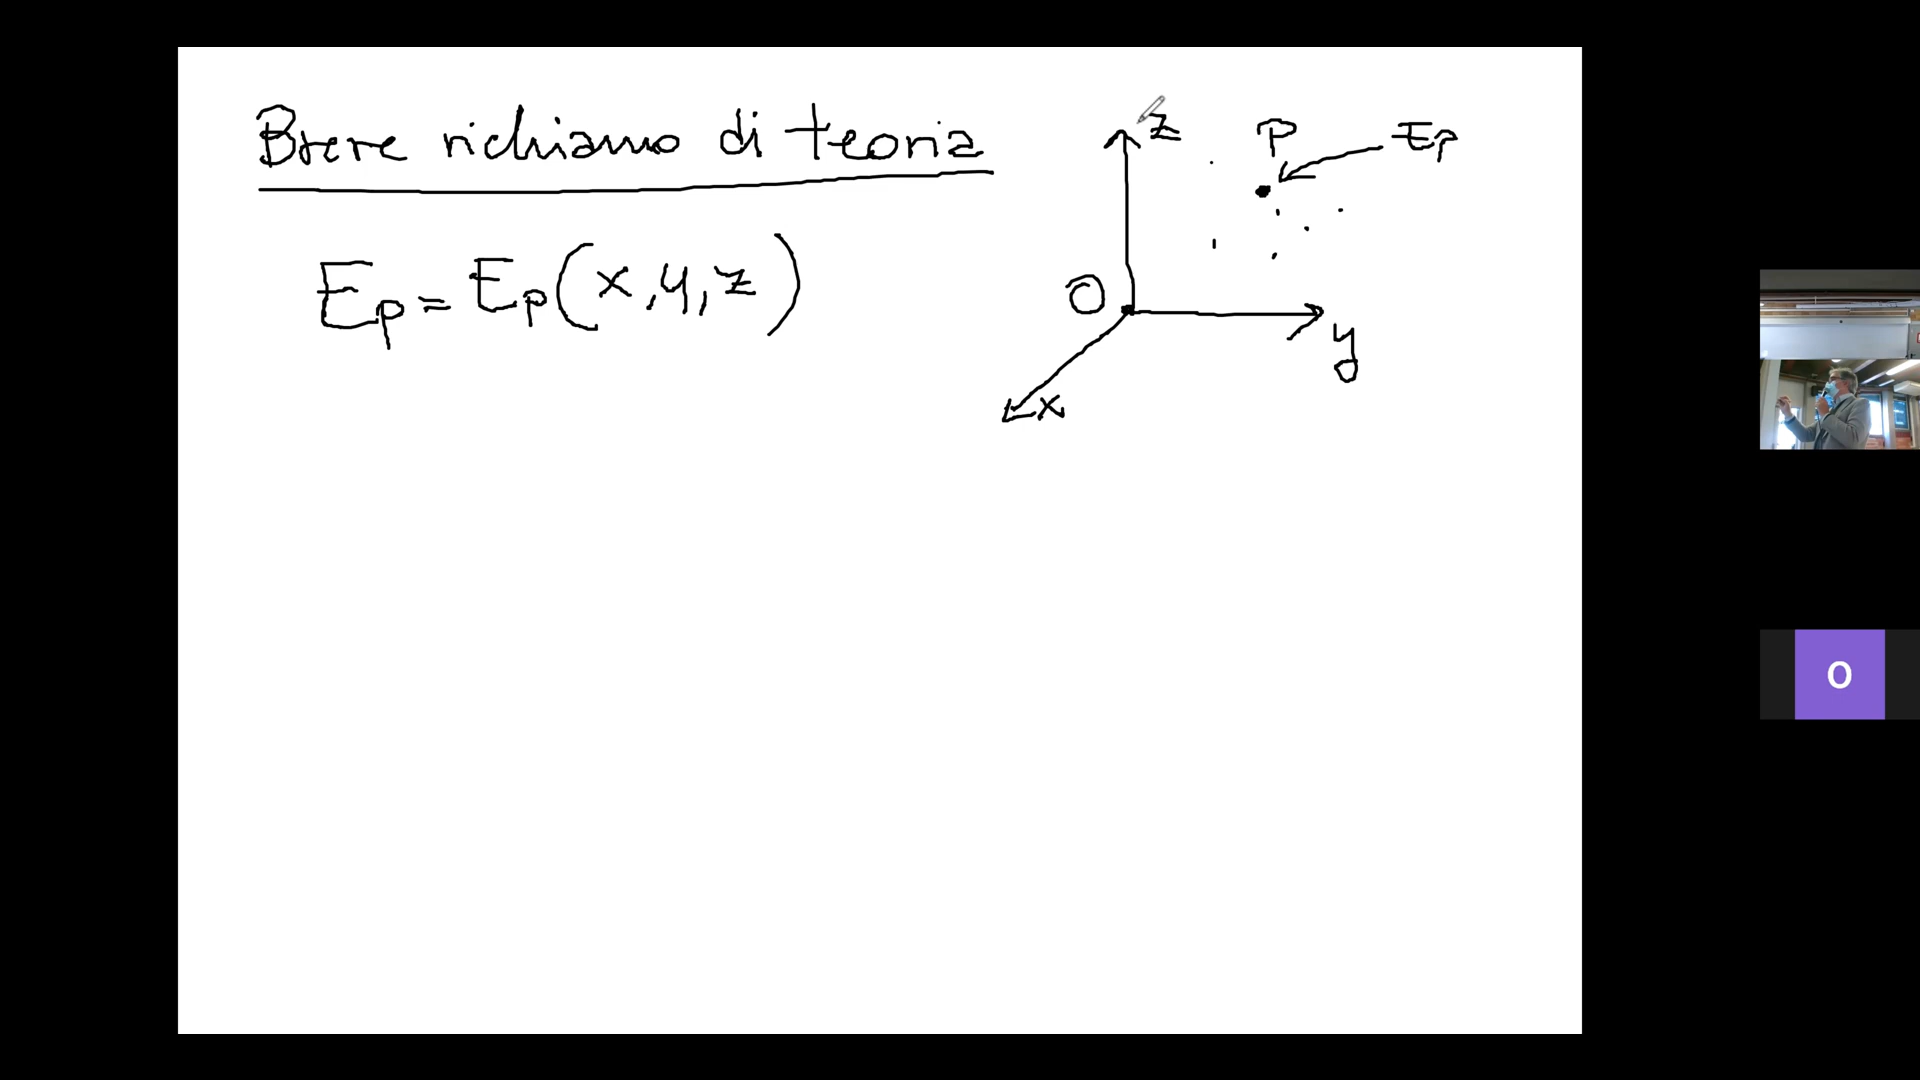 Breve richiamo di teoria
Ep = Ep(x,y,z)
z
P
Ep
O
y
x
O